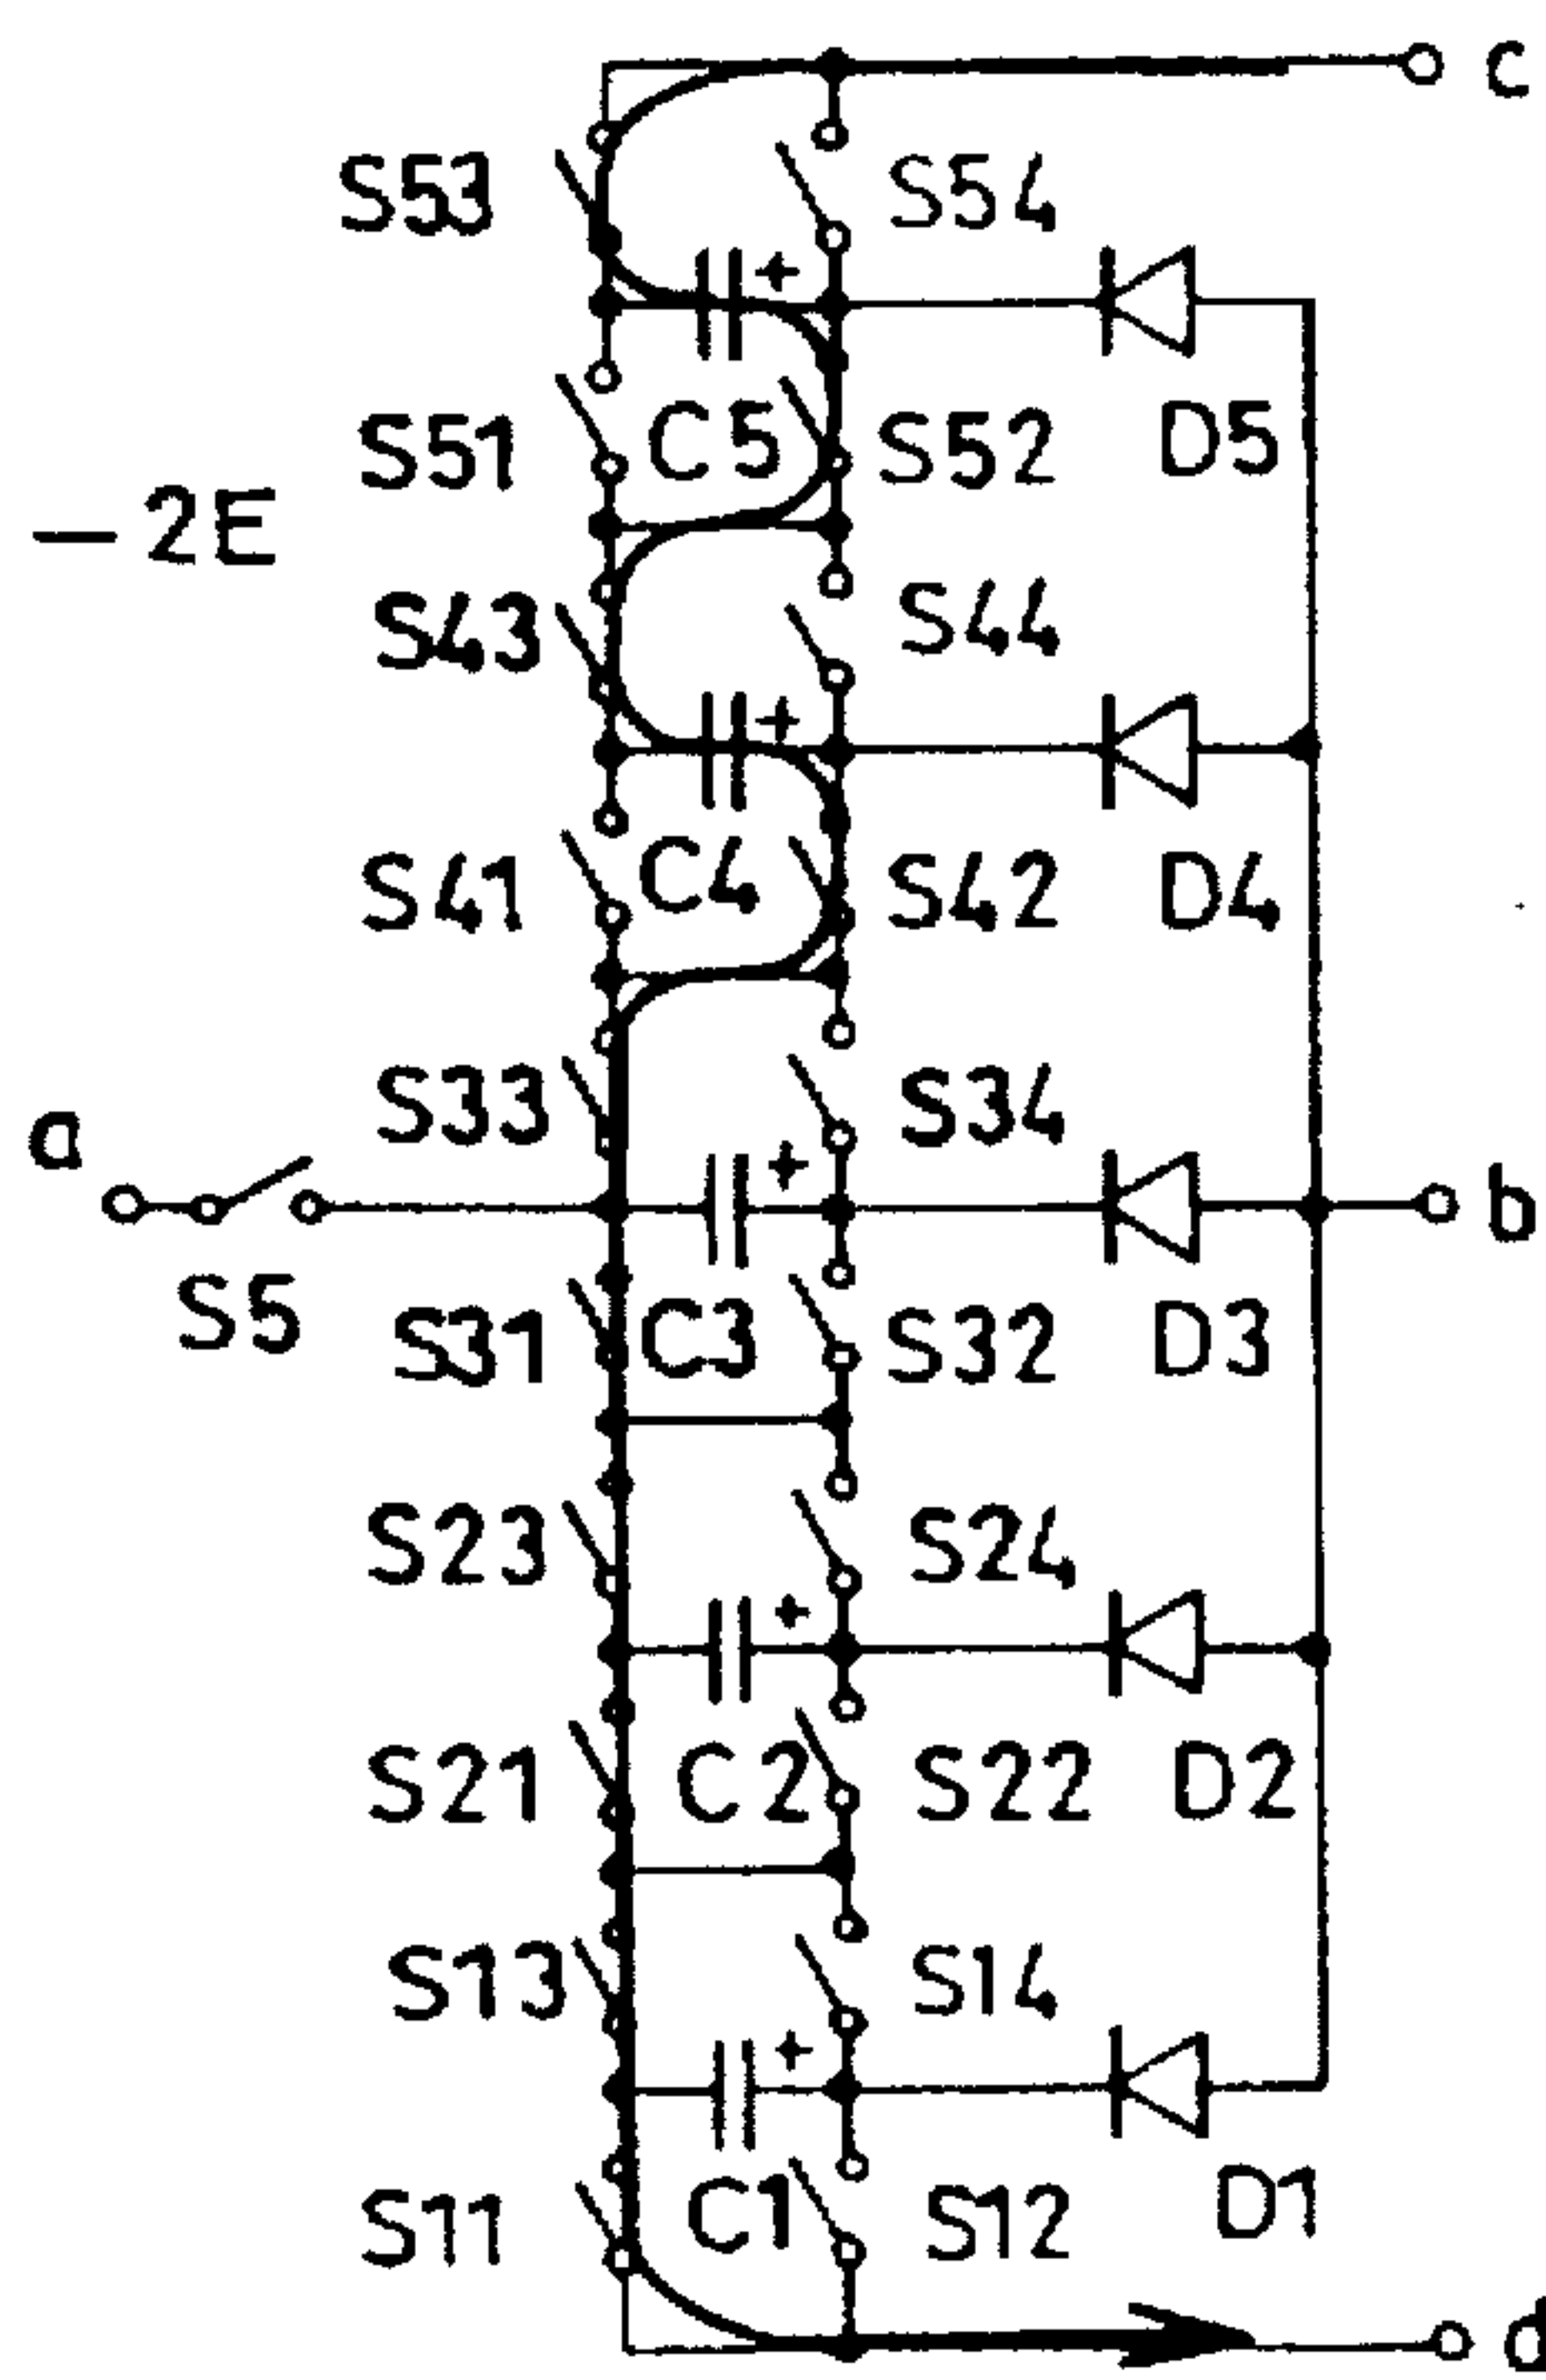 c
S53 S54
+
S51 C5 S52 D5
−2E
S43 S44
+
S41 C4 S42 D4
S33 S34
a
+
b
S5
S31 C3 S32 D3
S23 S24
+
S21 C2 S22 D2
S13 S14
+
S11 C1 S12 D1